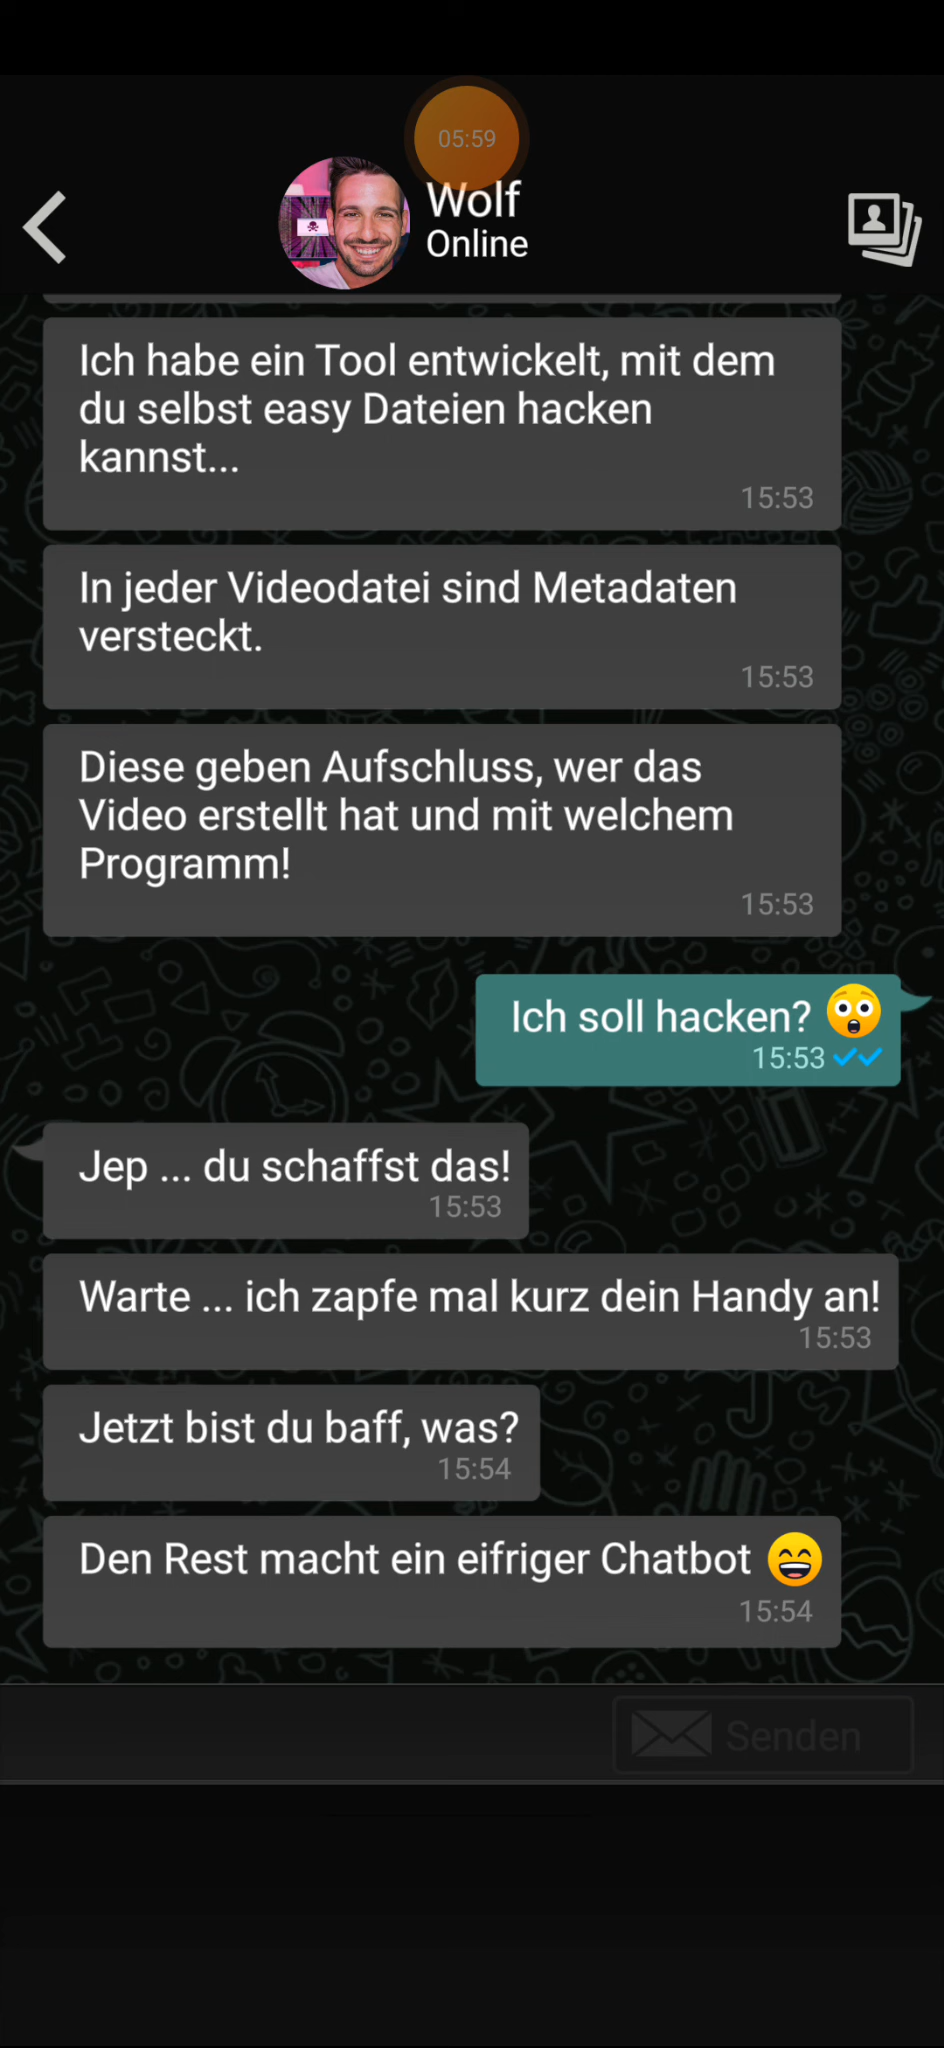 05:59
Wolf
Online
Ich habe ein Tool entwickelt, mit dem
du selbst easy Dateien hacken
kannst...
15:53
In jeder Videodatei sind Metadaten
versteckt.
15:53
Diese geben Aufschluss, wer das
Video erstellt hat und mit welchem
Programm!
15:53
Ich soll hacken? 😲
15:53
Jep ... du schaffst das!
15:53
Warte ... ich zapfe mal kurz dein Handy an!
15:53
Jetzt bist du baff, was?
15:54
Den Rest macht ein eifriger Chatbot 😄
15:54
Senden